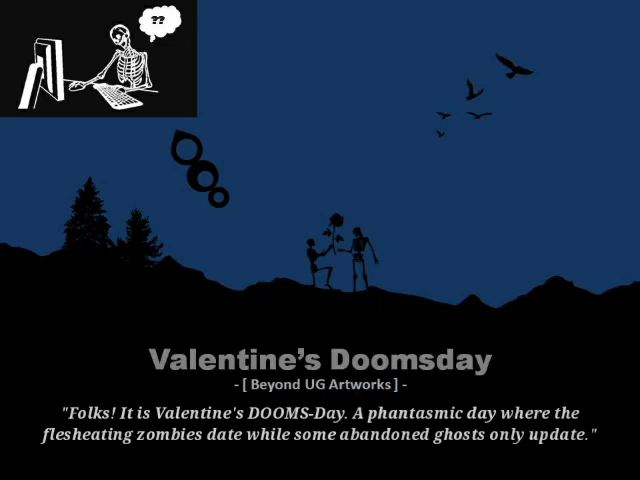 ??
Valentine's Doomsday
- [ Beyond UG Artworks ] -
"Folks! It is Valentine's DOOMS-Day. A phantasmic day where the
flesheating zombies date while some abandoned ghosts only update."